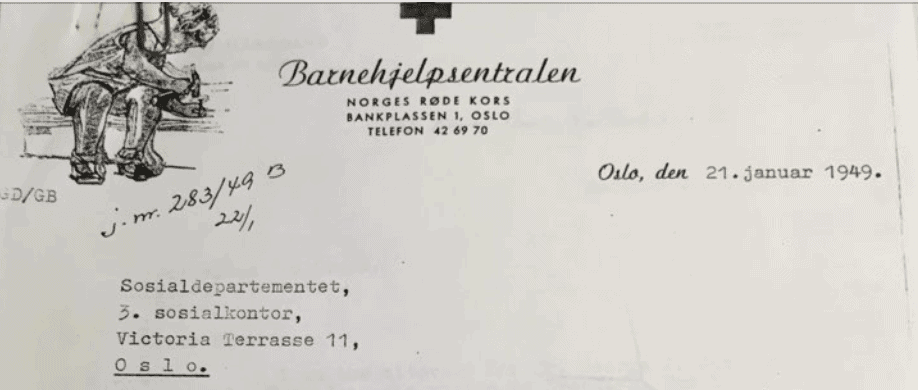 Barnehjelpsentralen
NORGES RØDE KORS
BANKPLASSEN 1, OSLO
TELEFON 42 69 70
Oslo, den 21.januar 1949.
GD/GB
j.nr. 283/49 B
22/1
Sosialdepartementet,
3. sosialkontor,
Victoria Terrasse 11,
O s l o.